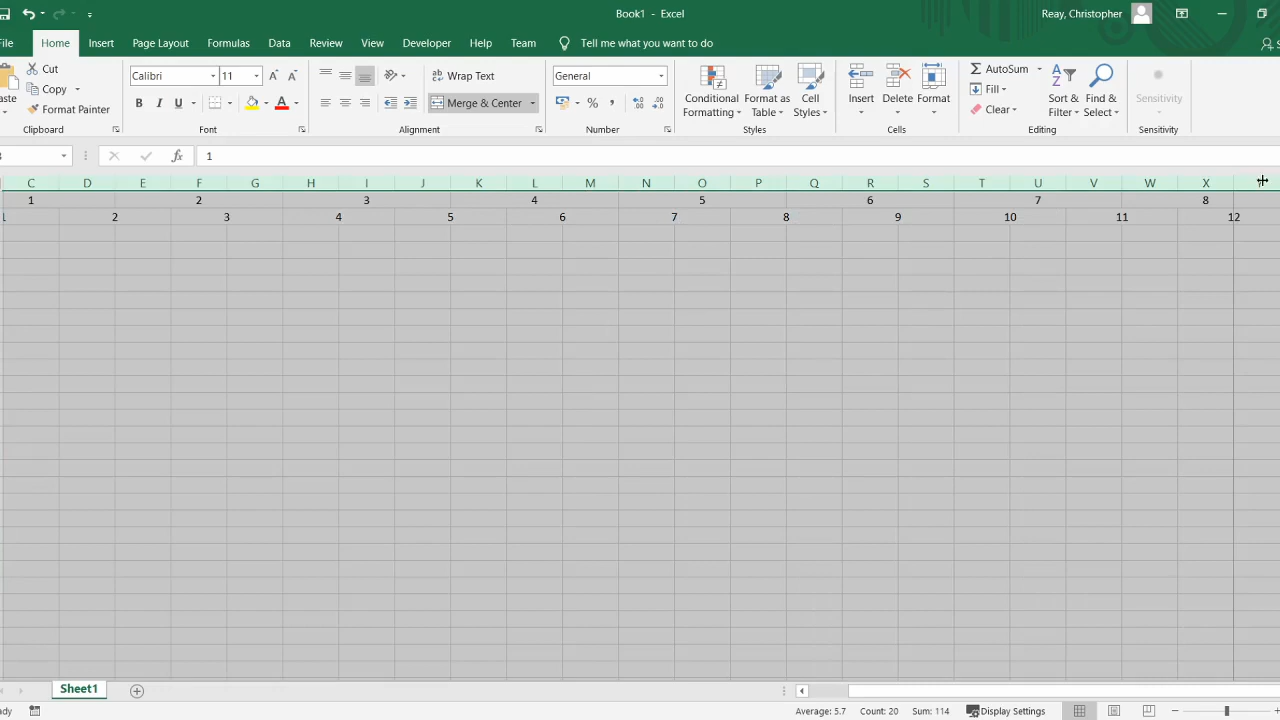 Book1 - Excel
Reay, Christopher
File Home Insert Page Layout Formulas Data Review View Developer Help Team Tell me what you want to do
Cut
Copy
Format Painter
Clipboard
Calibri 11
B I U A
Font
Wrap Text
Merge & Center
Alignment
General
%
Number
Conditional Formatting
Format as Table
Cell Styles
Styles
Insert Delete Format
Cells
AutoSum
Fill
Clear
Sort & Filter
Find & Select
Editing
Sensitivity
Sensitivity
fx 1
C D E F G H I J K L M N O P Q R S T U V W X
1 2 3 4 5 6 7 8
1 2 3 4 5 6 7 8 9 10 11 12
Sheet1
Average: 5.7 Count: 20 Sum: 114 Display Settings